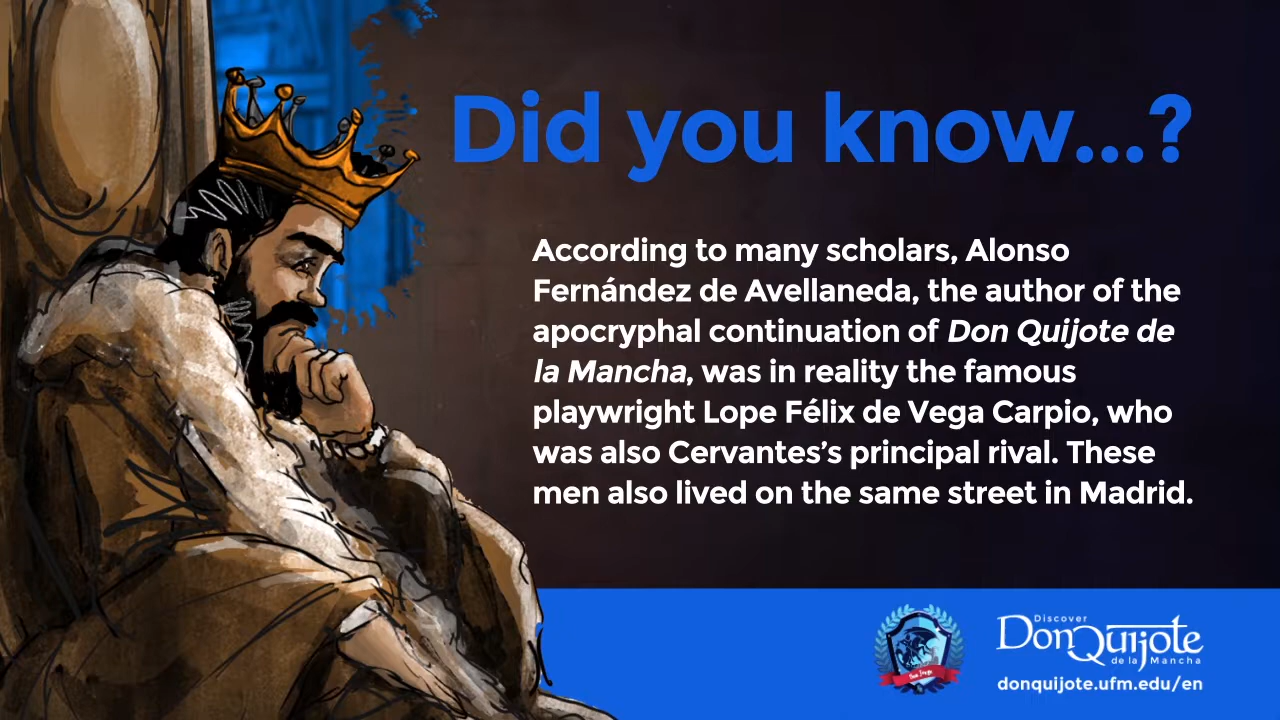 Did you know...?
According to many scholars, Alonso
Fernández de Avellaneda, the author of the
apocryphal continuation of Don Quijote de
la Mancha, was in reality the famous
playwright Lope Félix de Vega Carpio, who
was also Cervantes’s principal rival. These
men also lived on the same street in Madrid.
Discover
Don Quijote
de la Mancha
donquijote.ufm.edu/en